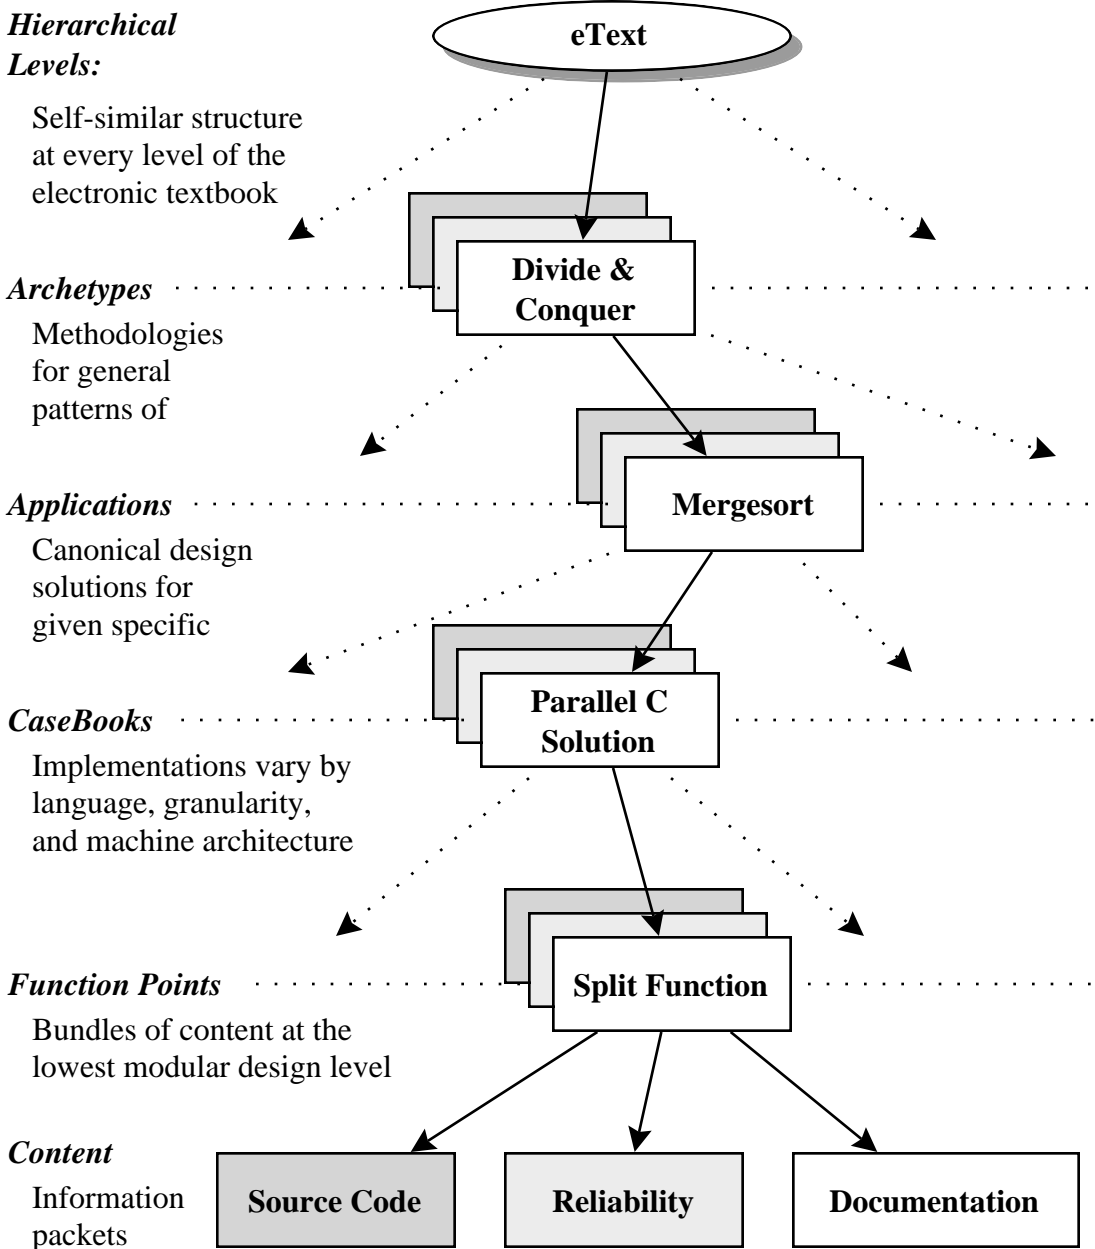 Hierarchical
Levels:
eText
Self-similar structure
at every level of the
electronic textbook
Divide &
Conquer
Archetypes
Methodologies
for general
patterns of
Mergesort
Applications
Canonical design
solutions for
given specific
Parallel C
Solution
CaseBooks
Implementations vary by
language, granularity,
and machine architecture
Split Function
Function Points
Bundles of content at the
lowest modular design level
Content
Information
packets
Source Code
Reliability
Documentation